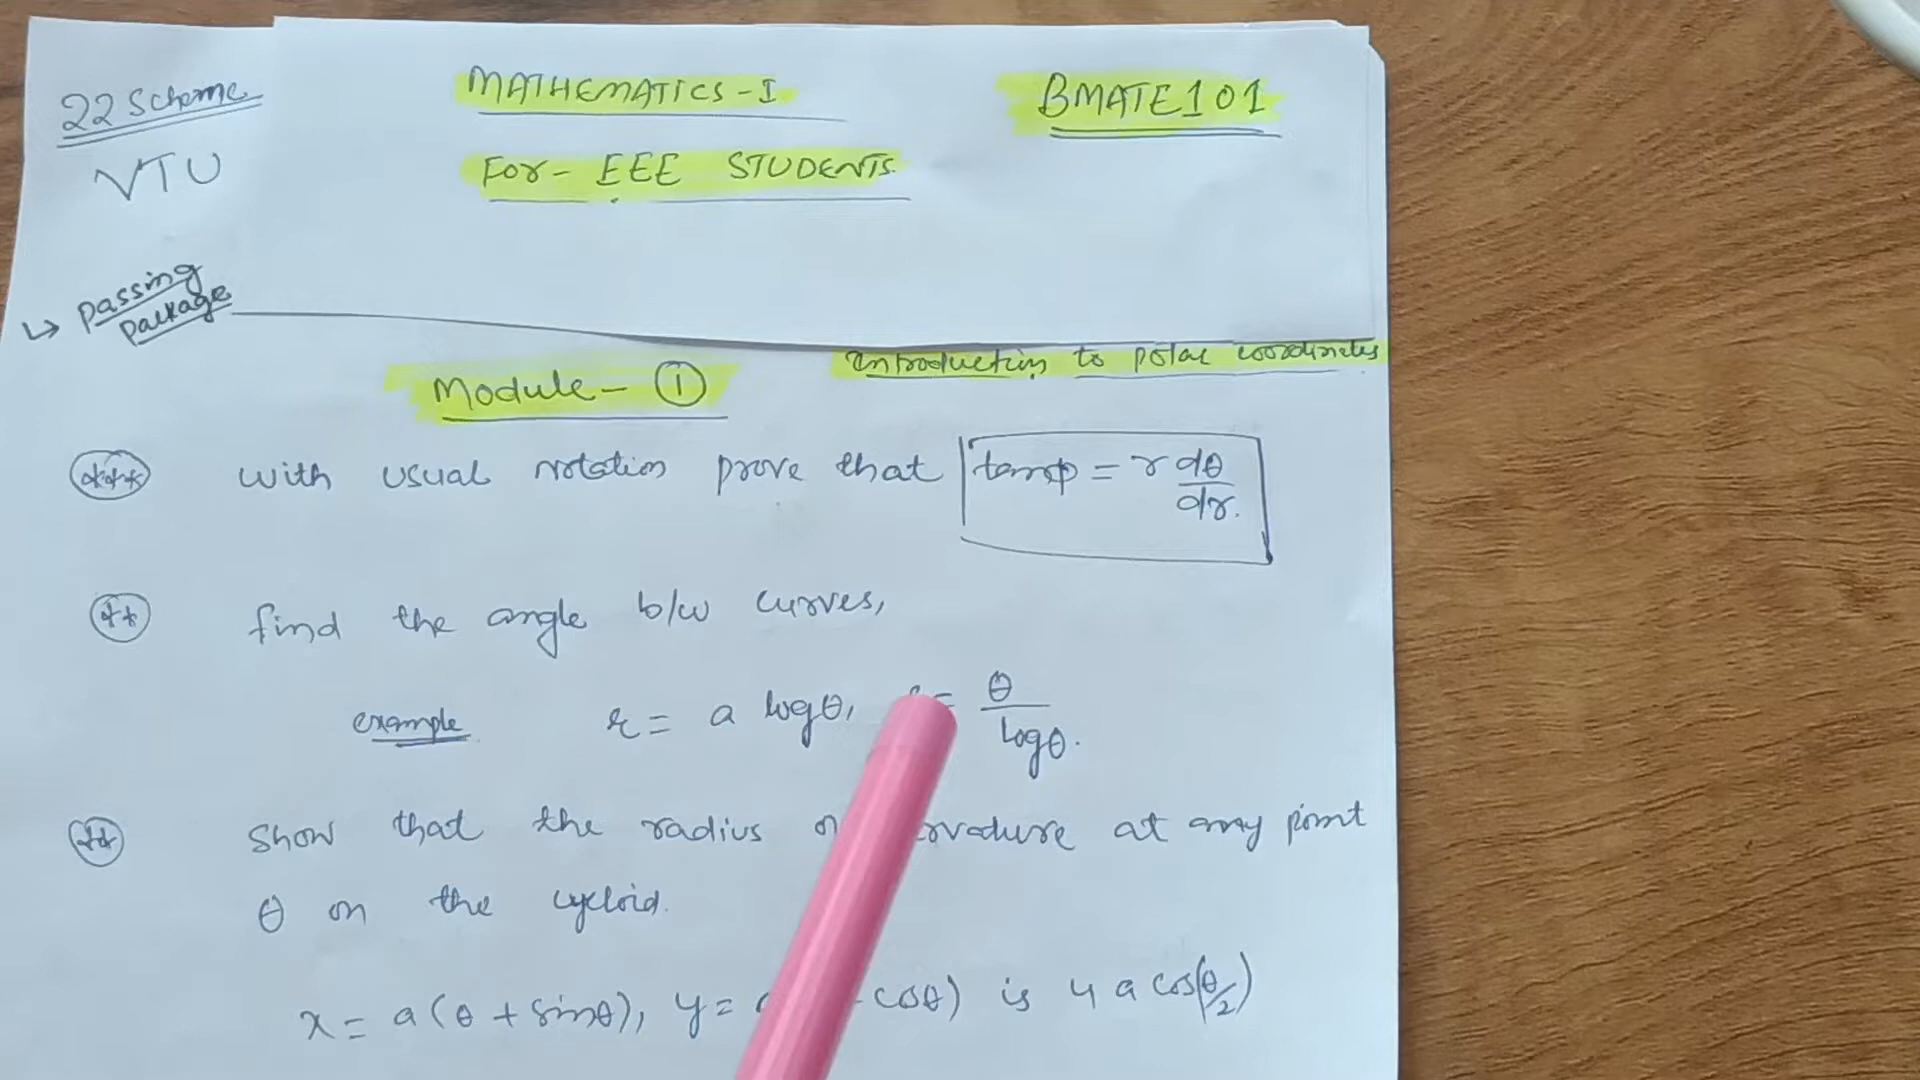 22 Scheme
VTU
MATHEMATICS - I
BMATE101
For - EEE STUDENTS.
↳ passing package
Introduction to polar coordinates
Module - ①
*** with usual notation prove that tanφ = r dθ/dr.
** find the angle b/w curves,
example r = a logθ, = θ/logθ.
** Show that the radius at any point
θ on the cycloid.
x = a(θ + sinθ), y = cosθ) is 4 a cos(θ/2)